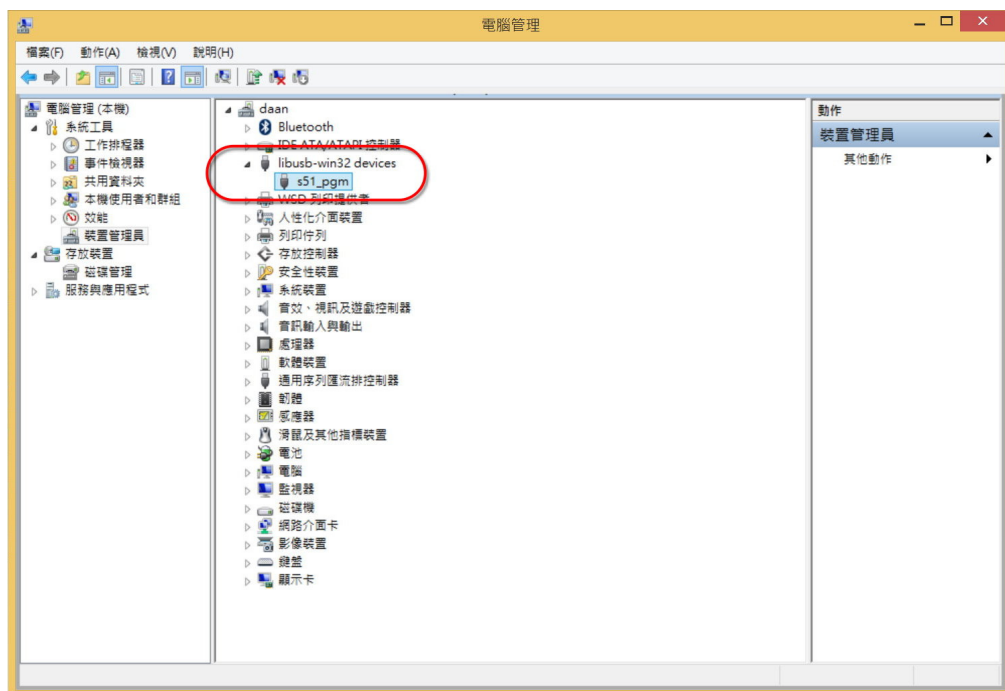 電腦管理
檔案(F) 動作(A) 檢視(V) 說明(H)
電腦管理 (本機)
系統工具
工作排程器
事件檢視器
共用資料夾
本機使用者和群組
效能
裝置管理員
存放裝置
磁碟管理
服務與應用程式
daan
Bluetooth
IDE ATA/ATAPI 控制器
libusb-win32 devices
s51_pgm
WSD 列印提供者
人性化介面裝置
列印佇列
存放控制器
安全性裝置
系統裝置
音效、視訊及遊戲控制器
音訊輸入與輸出
處理器
軟體裝置
通用序列匯流排控制器
韌體
感應器
滑鼠及其他指標裝置
電池
電腦
監視器
磁碟機
網路介面卡
影像裝置
鍵盤
顯示卡
動作
裝置管理員
其他動作